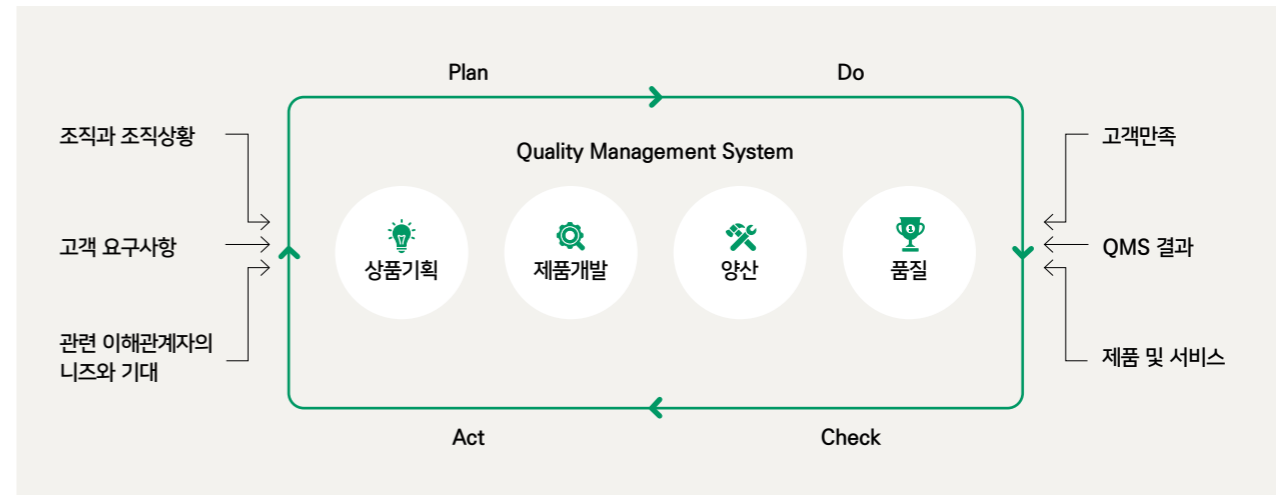 Plan
Do
조직과 조직상황
고객 요구사항
관련 이해관계자의
니즈와 기대
Quality Management System
상품기획
제품개발
양산
1
품질
고객만족
QMS 결과
제품 및 서비스
Act
Check